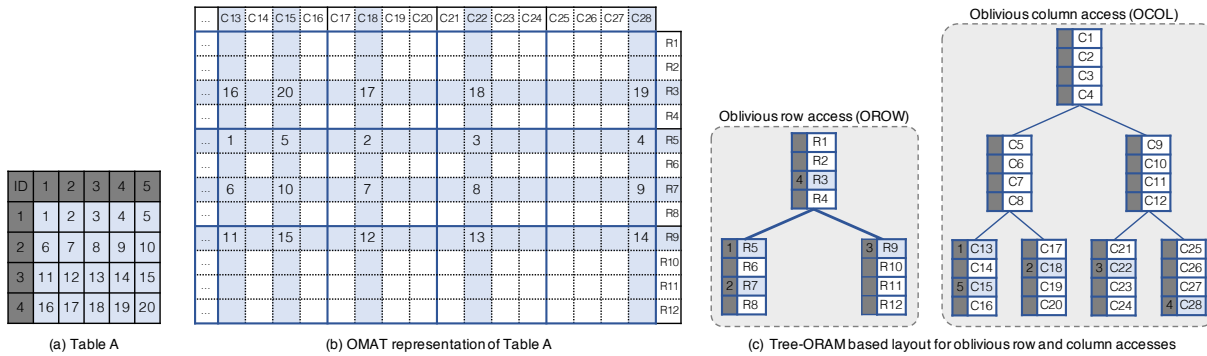 ID 1 2 3 4 5
1 1 2 3 4 5
2 6 7 8 9 10
3 11 12 13 14 15
4 16 17 18 19 20
(a) Table A
... C13 C14 C15 C16 C17 C18 C19 C20 C21 C22 C23 C24 C25 C26 C27 C28
... R1
... R2
... 16 20 17 18 19 R3
... R4
... 1 5 2 3 4 R5
... R6
... 6 10 7 8 9 R7
... R8
... 11 15 12 13 14 R9
... R10
... R11
... R12
(b) OMAT representation of Table A
Oblivious row access (OROW)
R1
R2
4 R3
R4
1 R5
R6
2 R7
R8
3 R9
R10
R11
R12
Oblivious column access (OCOL)
C1
C2
C3
C4
C5
C6
C7
C8
C9
C10
C11
C12
1 C13
C14
5 C15
C16
C17
2 C18
C19
C20
C21
3 C22
C23
C24
C25
C26
C27
4 C28
(c) Tree-ORAM based layout for oblivious row and column accesses